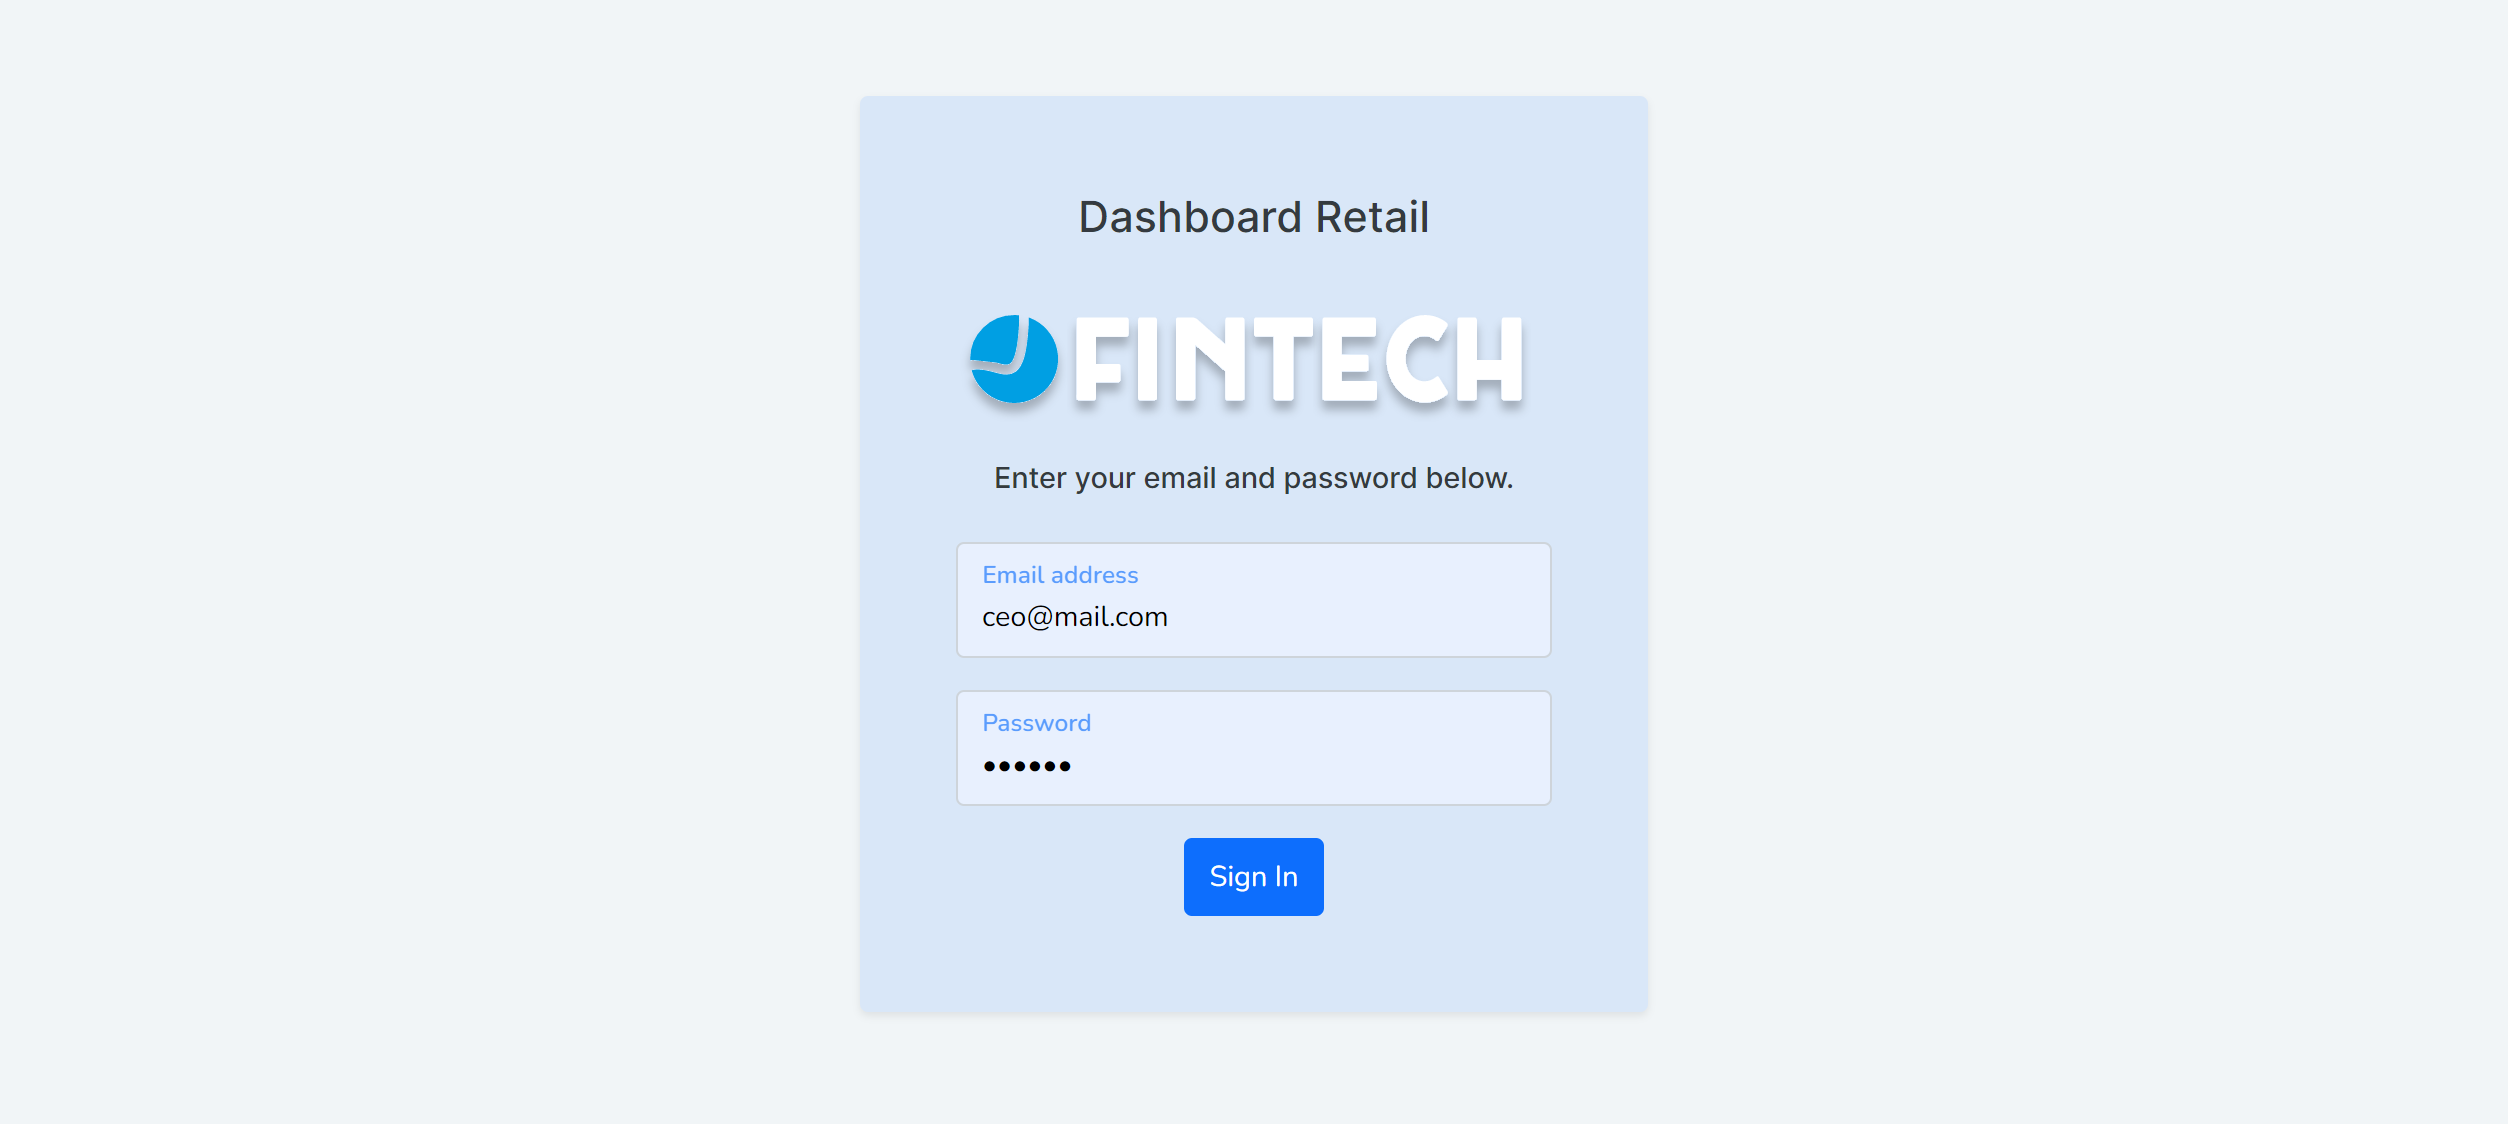 Dashboard Retail
FINTECH
Enter your email and password below.
Email address
ceo@mail.com
Password
••••••
Sign In